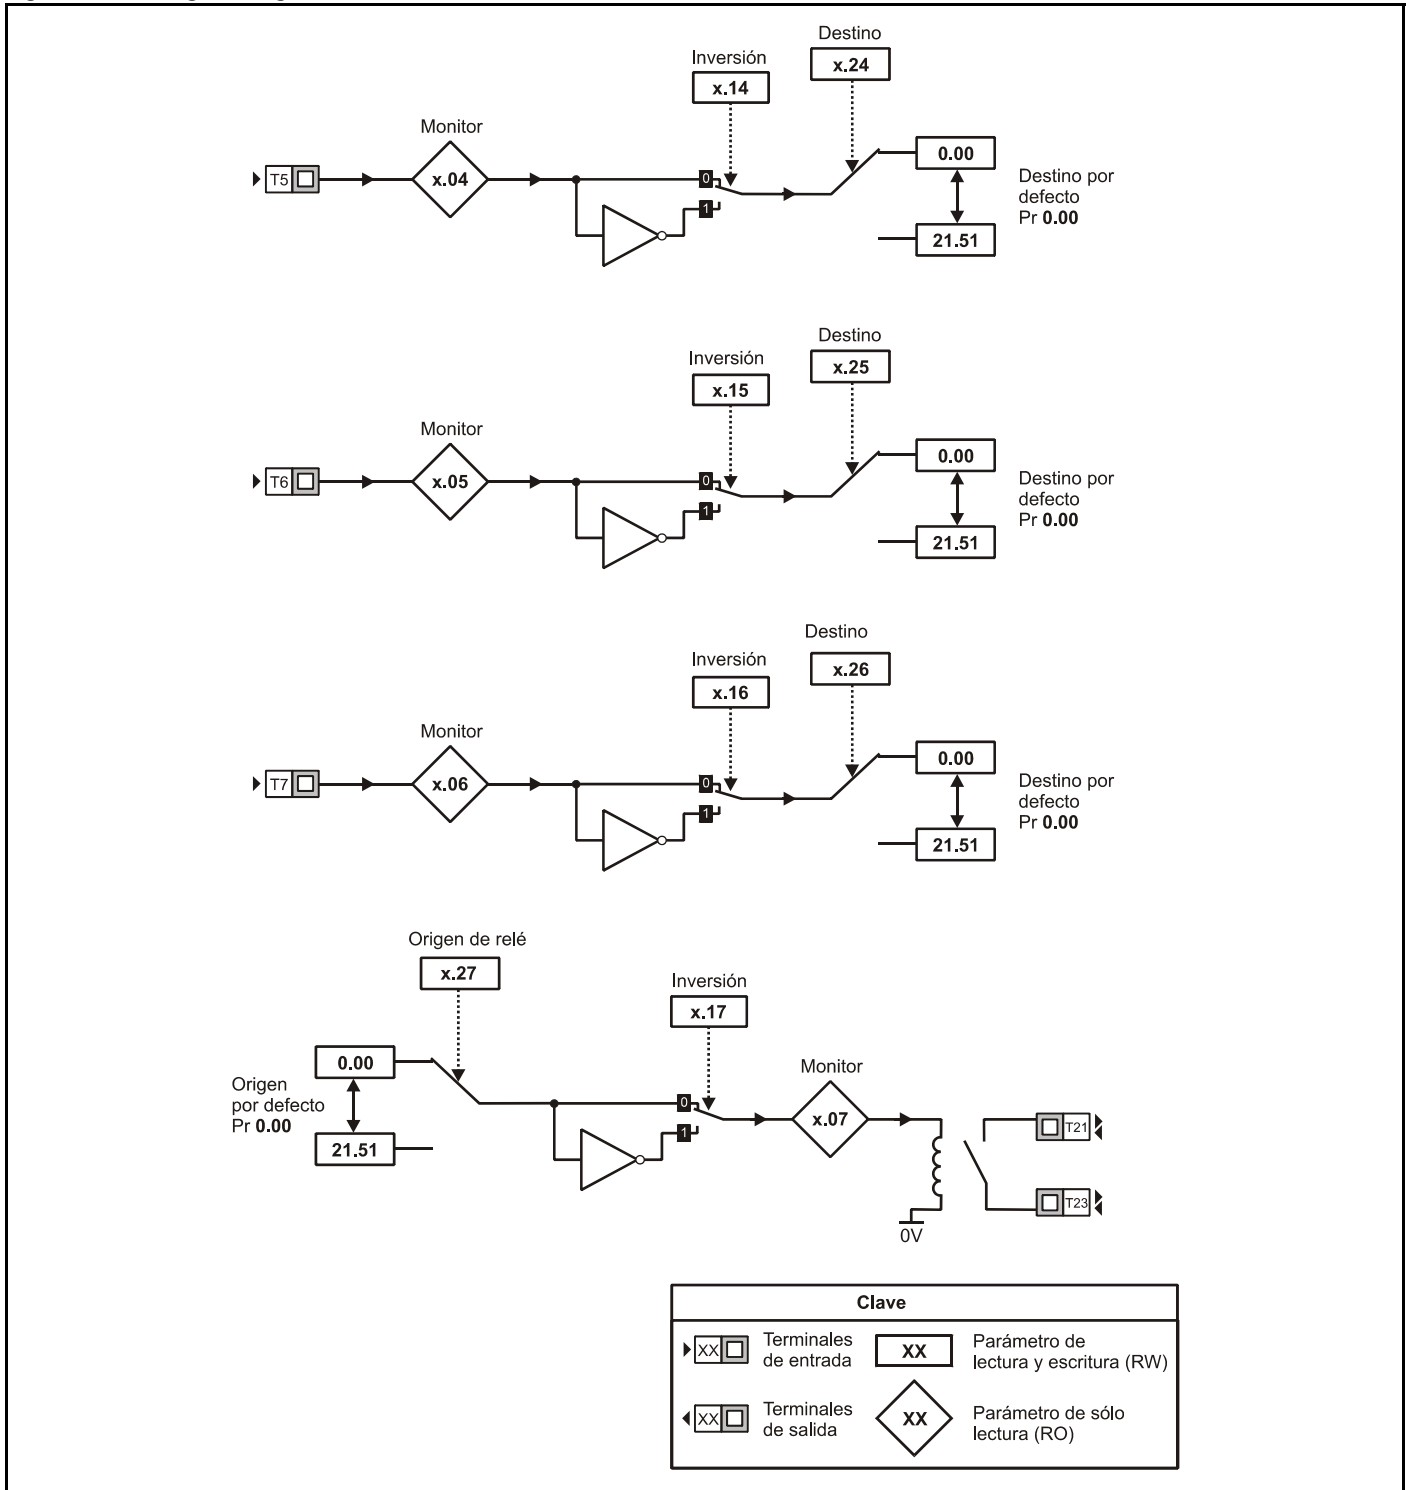 Destino
x.24
Inversión
x.14
Monitor
T5
x.04
0
1
0.00
21.51
Destino por
defecto
Pr 0.00
Destino
x.25
Inversión
x.15
Monitor
T6
x.05
0
1
0.00
21.51
Destino por
defecto
Pr 0.00
Destino
x.26
Inversión
x.16
Monitor
T7
x.06
0
1
0.00
21.51
Destino por
defecto
Pr 0.00
Origen de relé
x.27
Inversión
x.17
Monitor
0.00
Origen
por defecto
Pr 0.00
21.51
0
1
x.07
T21
T23
0V
Clave
XX
Terminales
de entrada
XX
Parámetro de
lectura y escritura (RW)
XX
Terminales
de salida
XX
Parámetro de sólo
lectura (RO)